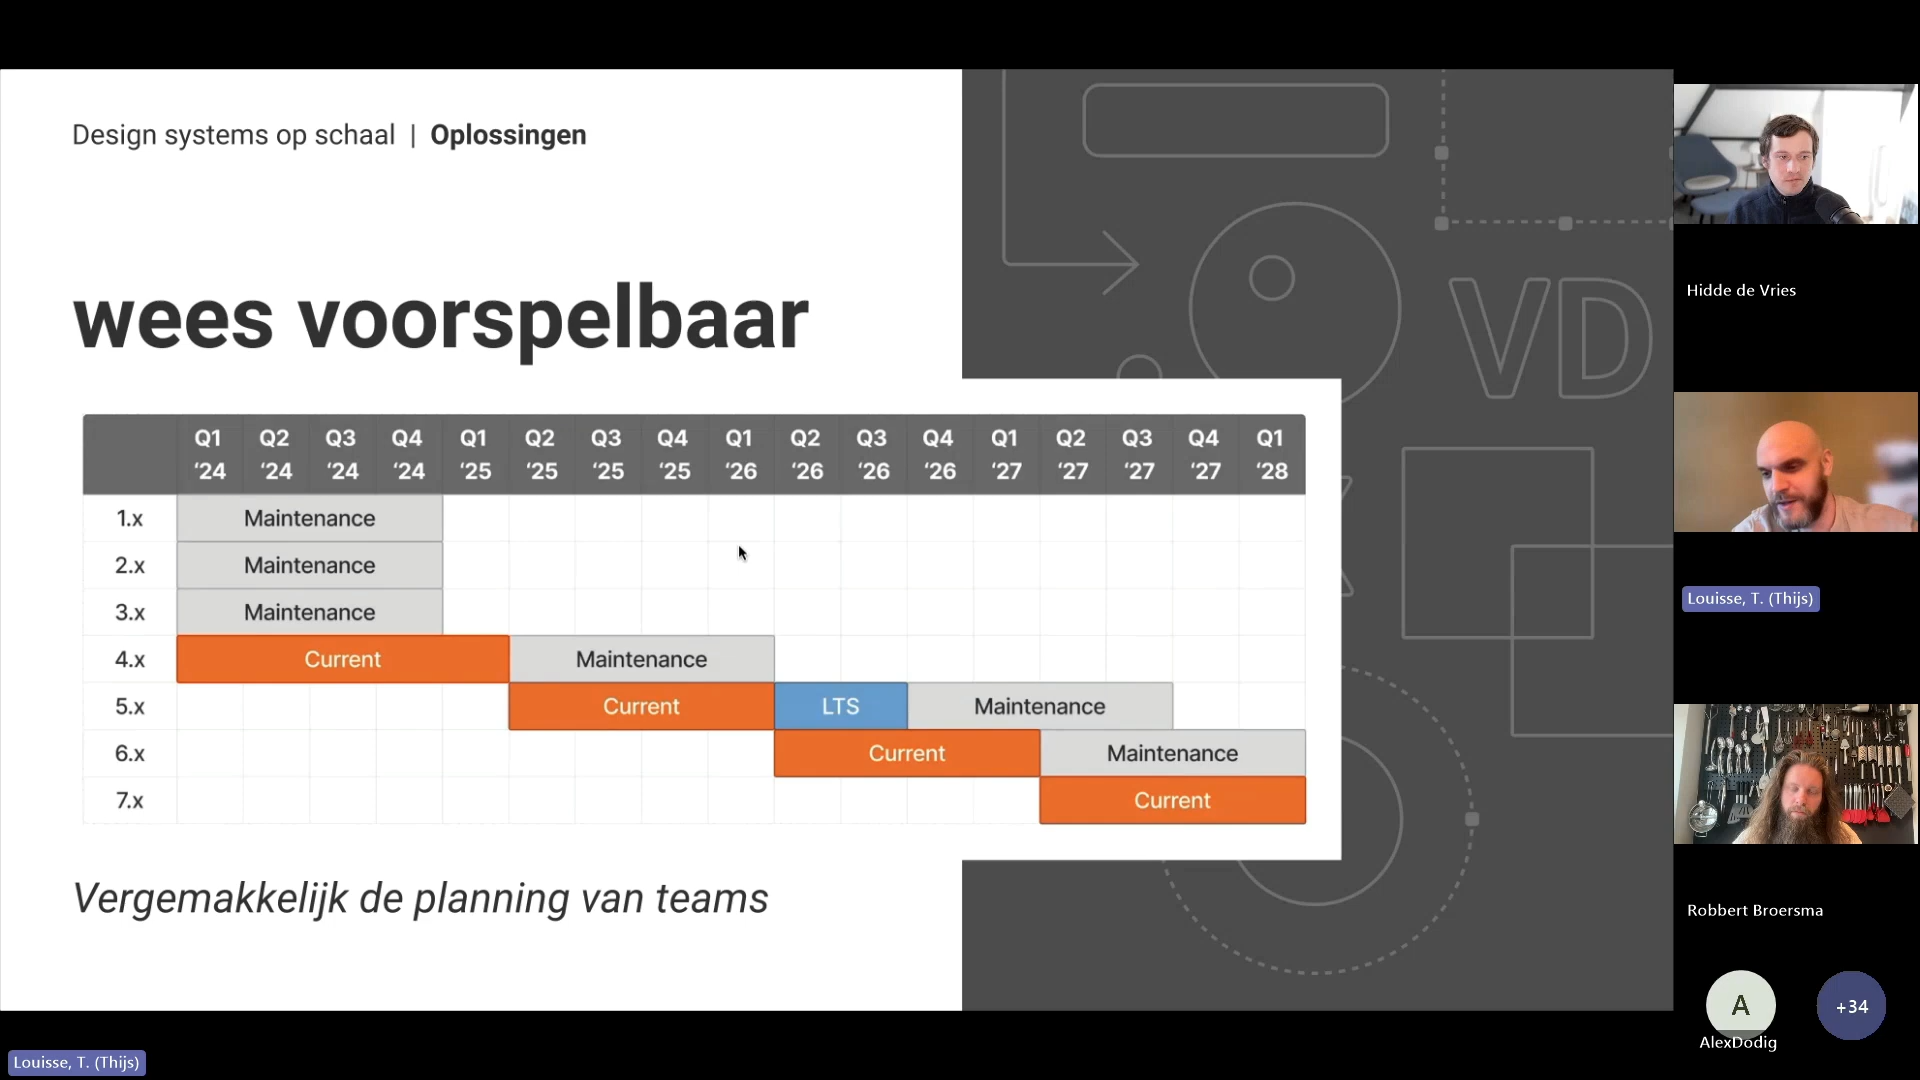 Design systems op schaal | Oplossingen
wees voorspelbaar
Q1 Q2 Q3 Q4 Q1 Q2 Q3 Q4 Q1 Q2 Q3 Q4 Q1 Q2 Q3 Q4 Q1
‘24 ‘24 ‘24 ‘24 ‘25 ‘25 ‘25 ‘25 ‘26 ‘26 ‘26 ‘26 ‘27 ‘27 ‘27 ‘27 ‘28
1.x Maintenance
2.x Maintenance
3.x Maintenance
4.x Current Maintenance
5.x Current LTS Maintenance
6.x Current Maintenance
7.x Current
Vergemakkelijk de planning van teams
VD
Hidde de Vries
Louisse, T. (Thijs)
Robbert Broersma
A
AlexDodig
+34
Louisse, T. (Thijs)